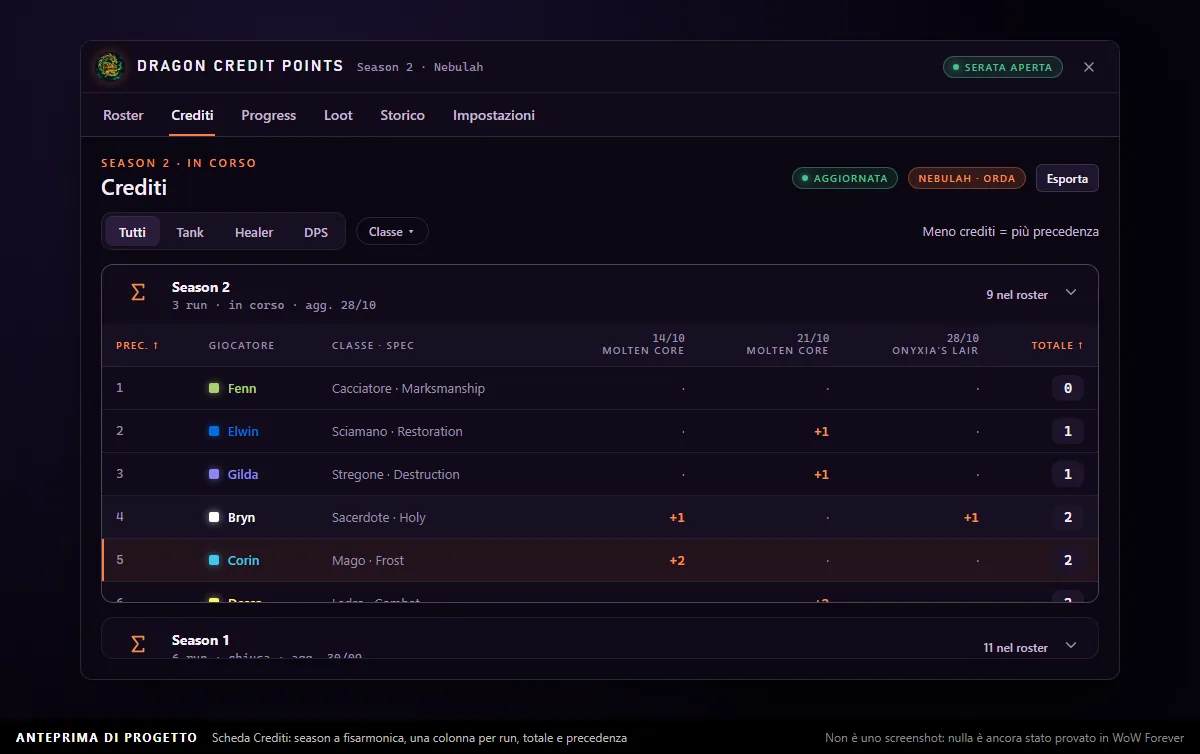 DRAGON CREDIT POINTS Season 2 · Nebulah SERATA APERTA ×
Roster Crediti Progress Loot Storico Impostazioni
SEASON 2 · IN CORSO
Crediti AGGIORNATA NEBULAH · ORDA Esporta
Tutti Tank Healer DPS Classe ▾ Meno crediti = più precedenza
Σ Season 2
3 run · in corso · agg. 28/10 9 nel roster
PREC. ↑ GIOCATORE CLASSE · SPEC 14/10 MOLTEN CORE 21/10 MOLTEN CORE 28/10 ONYXIA'S LAIR TOTALE ↑
1 Fenn Cacciatore · Marksmanship · · · 0
2 Elwin Sciamano · Restoration · +1 · 1
3 Gilda Stregone · Destruction · +1 · 1
4 Bryn Sacerdote · Holy +1 · +1 2
5 Corin Mago · Frost +2 · · 2
Σ Season 1
11 nel roster
ANTEPRIMA DI PROGETTO Scheda Crediti: season a fisarmonica, una colonna per run, totale e precedenza Non è uno screenshot: nulla è ancora stato provato in WoW Forever